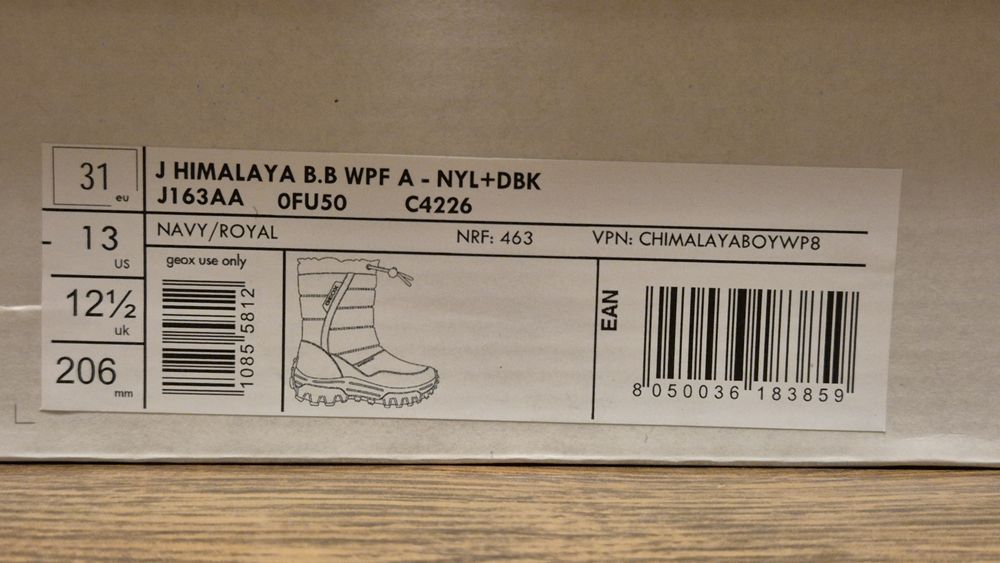 31 eu
13 US
12½ uk
206 mm
J HIMALAYA B.B WPF A - NYL+DBK
J163AA 0FU50 C4226
NAVY/ROYAL NRF: 463 VPN: CHIMALAYABOYWP8
geox use only
1085 5812
GEOX
EAN
8 050036 183859